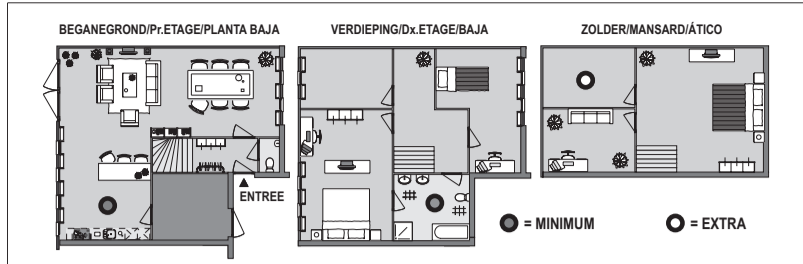 BEGANEGROND/Pr.ETAGE/PLANTA BAJA
VERDIEPING/Dx.ETAGE/BAJA
ZOLDER/MANSARD/ÁTICO
ENTREE
= MINIMUM
= EXTRA